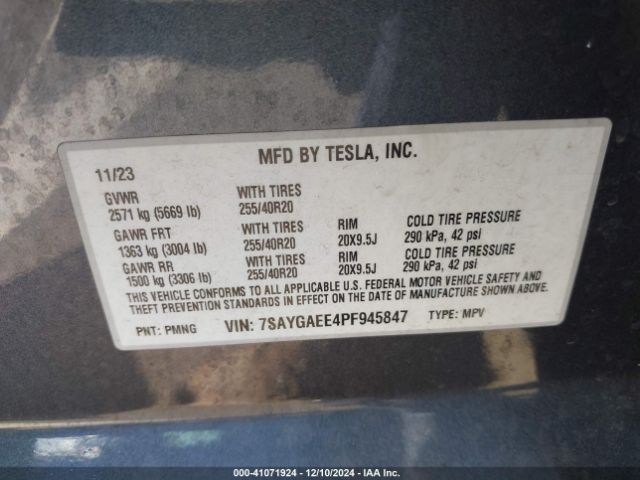 MFD BY TESLA, INC.
11/23
GVWR WITH TIRES
2571 kg (5669 lb) 255/40R20
GAWR FRT WITH TIRES RIM COLD TIRE PRESSURE
1363 kg (3004 lb) 255/40R20 20X9.5J 290 kPa, 42 psi
GAWR RR WITH TIRES RIM COLD TIRE PRESSURE
1500 kg (3306 lb) 255/40R20 20X9.5J 290 kPa, 42 psi
THIS VEHICLE CONFORMS TO ALL APPLICABLE U.S. FEDERAL MOTOR VEHICLE SAFETY AND
THEFT PREVENTION STANDARDS IN EFFECT ON THE DATE OF MANUFACTURE SHOWN ABOVE.
PNT: PMNG VIN: 7SAYGAEE4PF945847 TYPE: MPV
000-41071924 - 12/10/2024 - IAA Inc.